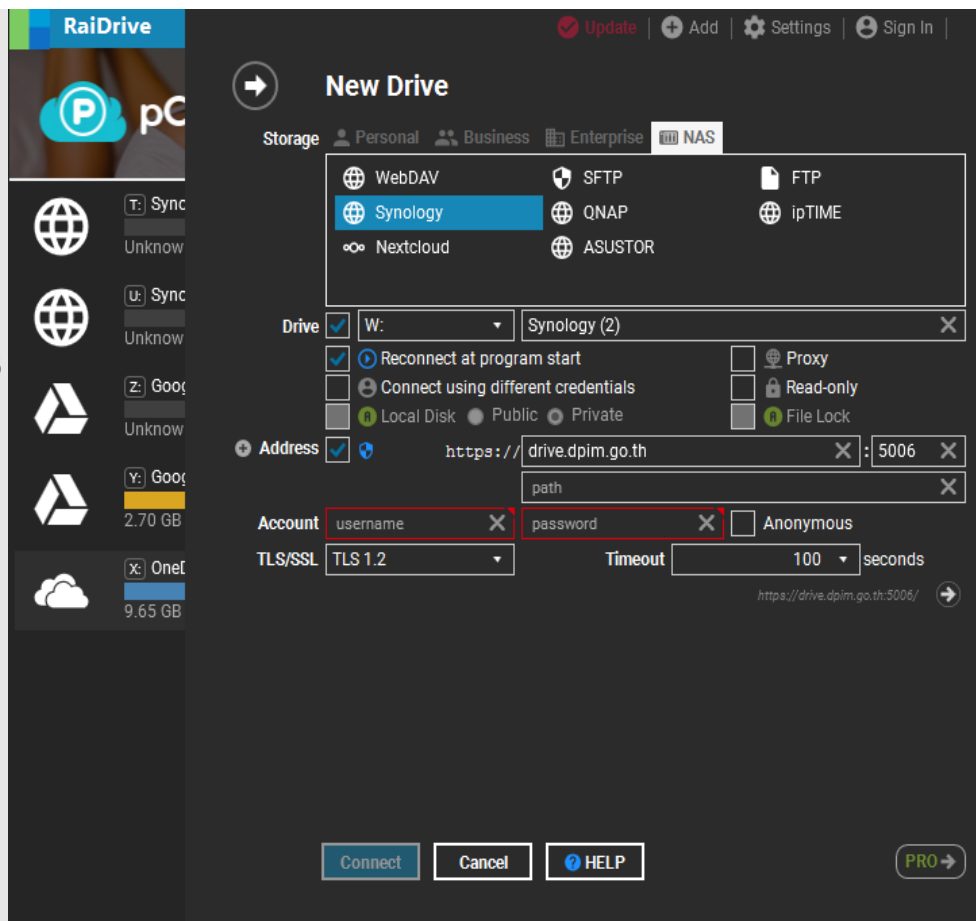 RaiDrive
Update | Add | Settings | Sign In |
P pC
New Drive
Storage Personal Business Enterprise NAS
WebDAV SFTP FTP
Synology QNAP ipTIME
Nextcloud ASUSTOR
T: Sync
Unknow
U: Sync
Unknow
Z: Goog
Unknow
Y: Goog
2.70 GB
X: OneD
9.65 GB
Drive W: Synology (2)
Reconnect at program start Proxy
Connect using different credentials Read-only
R Local Disk Public Private R File Lock
Address https:// drive.dpim.go.th : 5006
path
Account username password Anonymous
TLS/SSL TLS 1.2 Timeout 100 seconds
https://drive.dpim.go.th:5006/
Connect Cancel ? HELP PRO